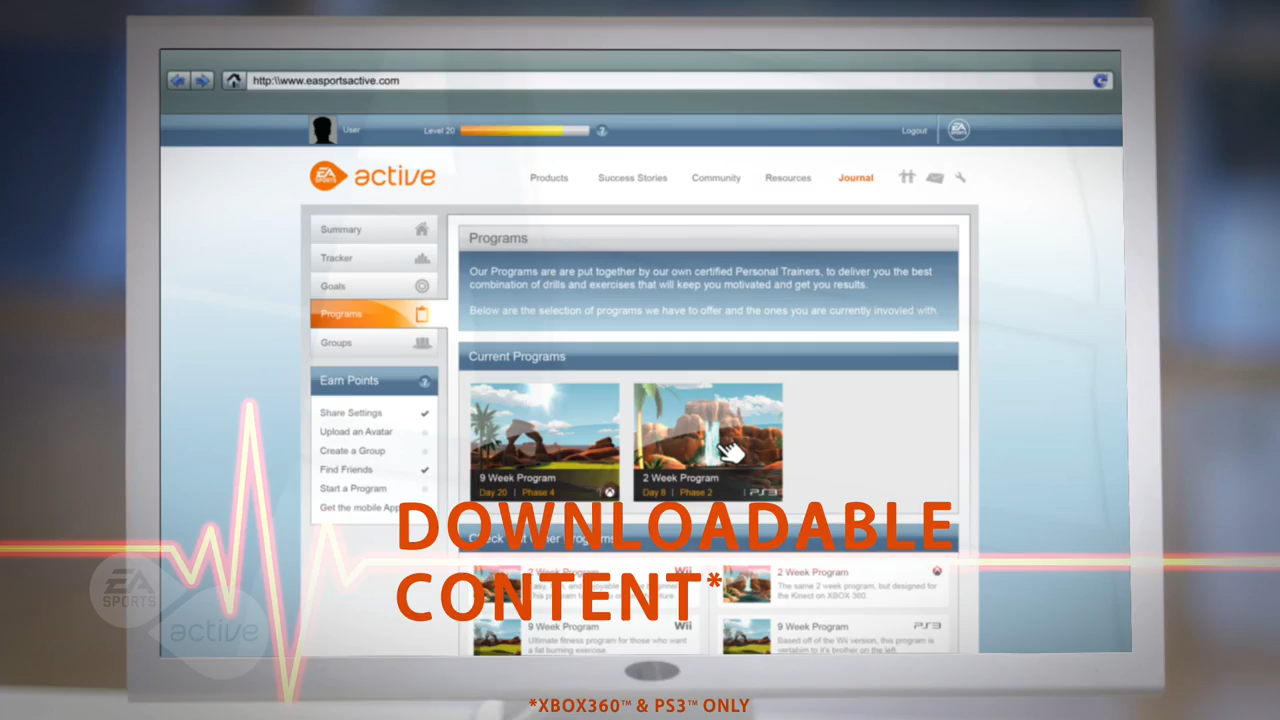 http:\\www.easportsactive.com
User
Level 20
Logout
EA SPORTS
EA SPORTS active
Products Success Stories Community Resources Journal
Summary
Tracker
Goals
Programs
Groups
Earn Points
Share Settings
Upload an Avatar
Create a Group
Find Friends
Start a Program
Get the mobile App
Programs
Our Programs are are put together by our own certified Personal Trainers, to deliver you the best
combination of drills and exercises that will keep you motivated and get you results.
Below are the selection of programs we have to offer and the ones you are currently invovled with.
Current Programs
9 Week Program
Day 20 | Phase 4 |
2 Week Program
Day 8 | Phase 2 | PS3
DOWNLOADABLE
CONTENT*
2 Week Program Wii
2 Week Program
The same 2 week program, but designed for
the Kinect on XBOX 360.
9 Week Program Wii
Ultimate fitness program for those who want
a fat burning exercise
9 Week Program PS3
Based off of the Wii version, this program is
EA SPORTS
active
*XBOX360™ & PS3™ ONLY